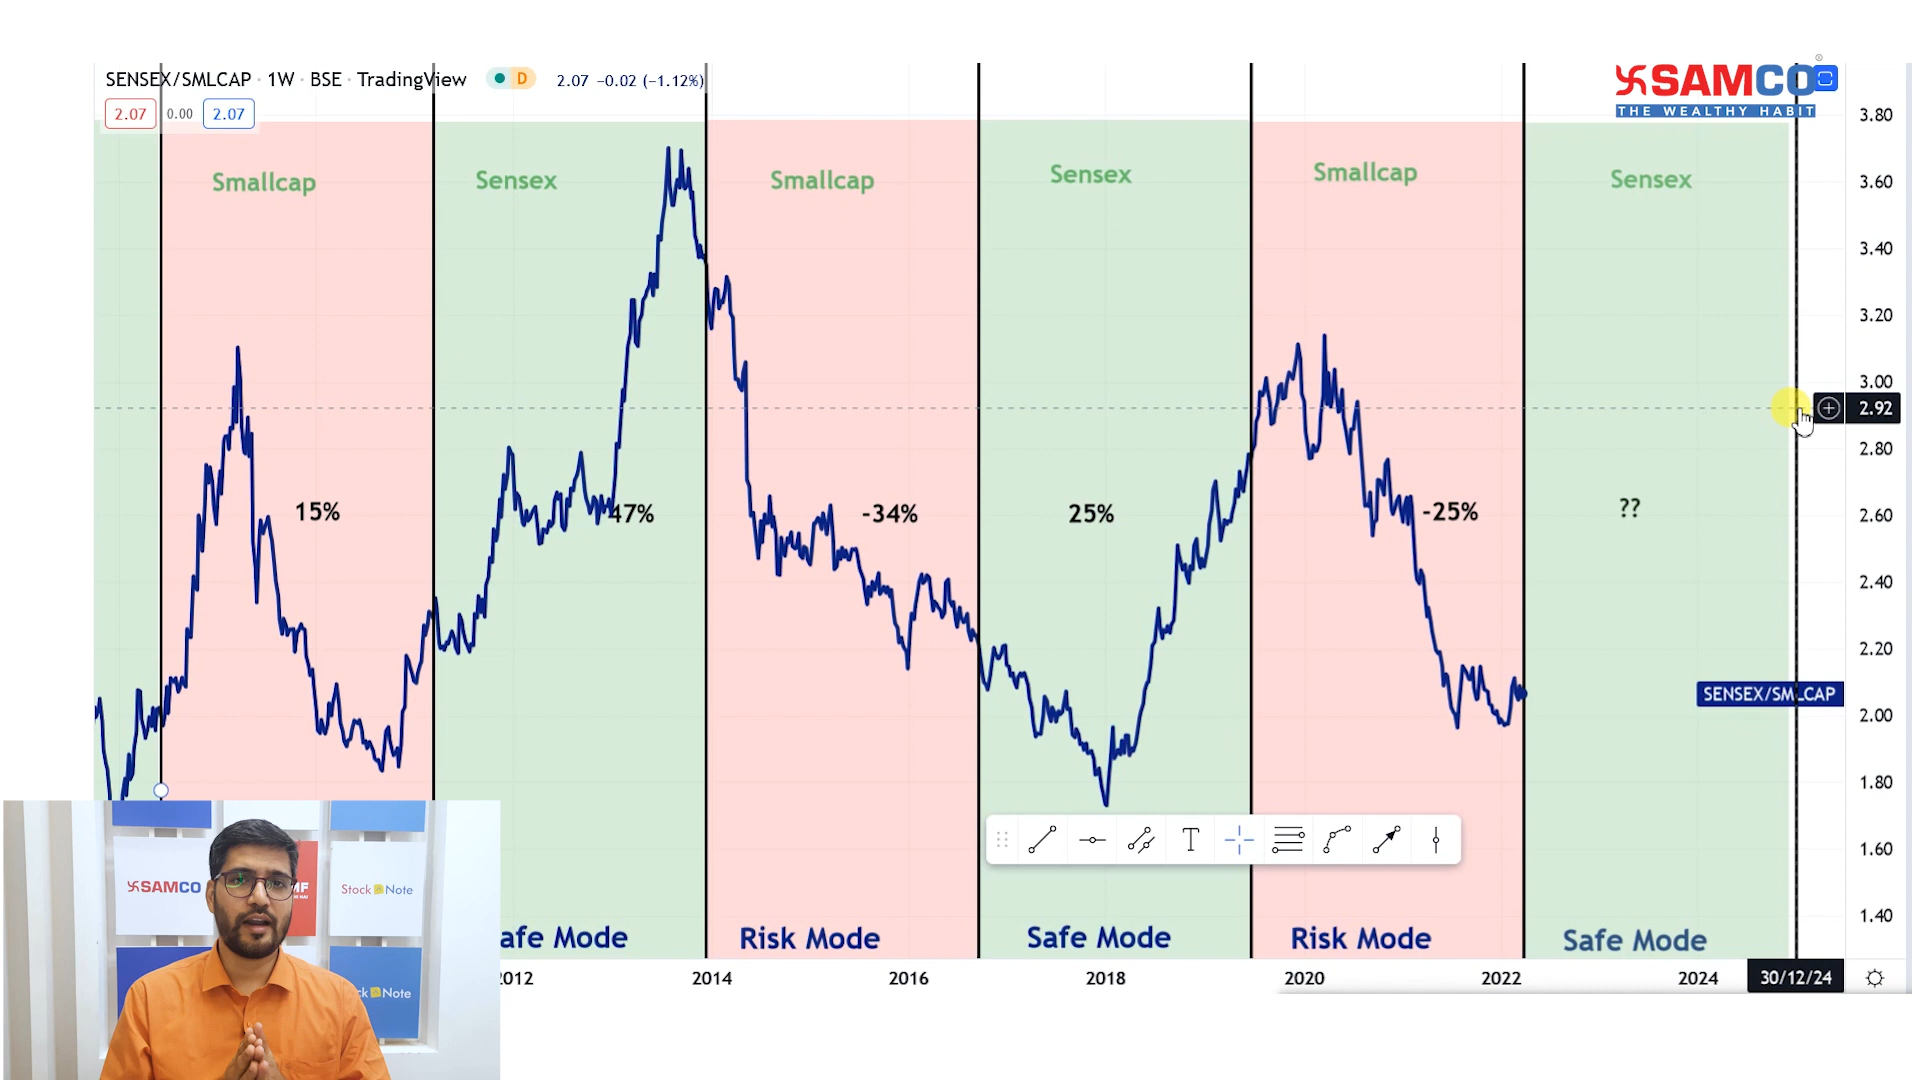 SENSEX/SMLCAP · 1W · BSE · TradingView
D
2.07 −0.02 (−1.12%)
2.07
0.00
2.07
SAMCO
THE WEALTHY HABIT
Smallcap
Sensex
Smallcap
Sensex
Smallcap
Sensex
15%
47%
-34%
25%
-25%
??
3.80
3.60
3.40
3.20
3.00
2.92
2.80
2.60
2.40
2.20
SENSEX/SMLCAP
2.00
1.80
1.60
1.40
T
afe Mode
Risk Mode
Safe Mode
Risk Mode
Safe Mode
2012
2014
2016
2018
2020
2022
2024
30/12/24
SAMCO
MF
Stock Note
ck Note